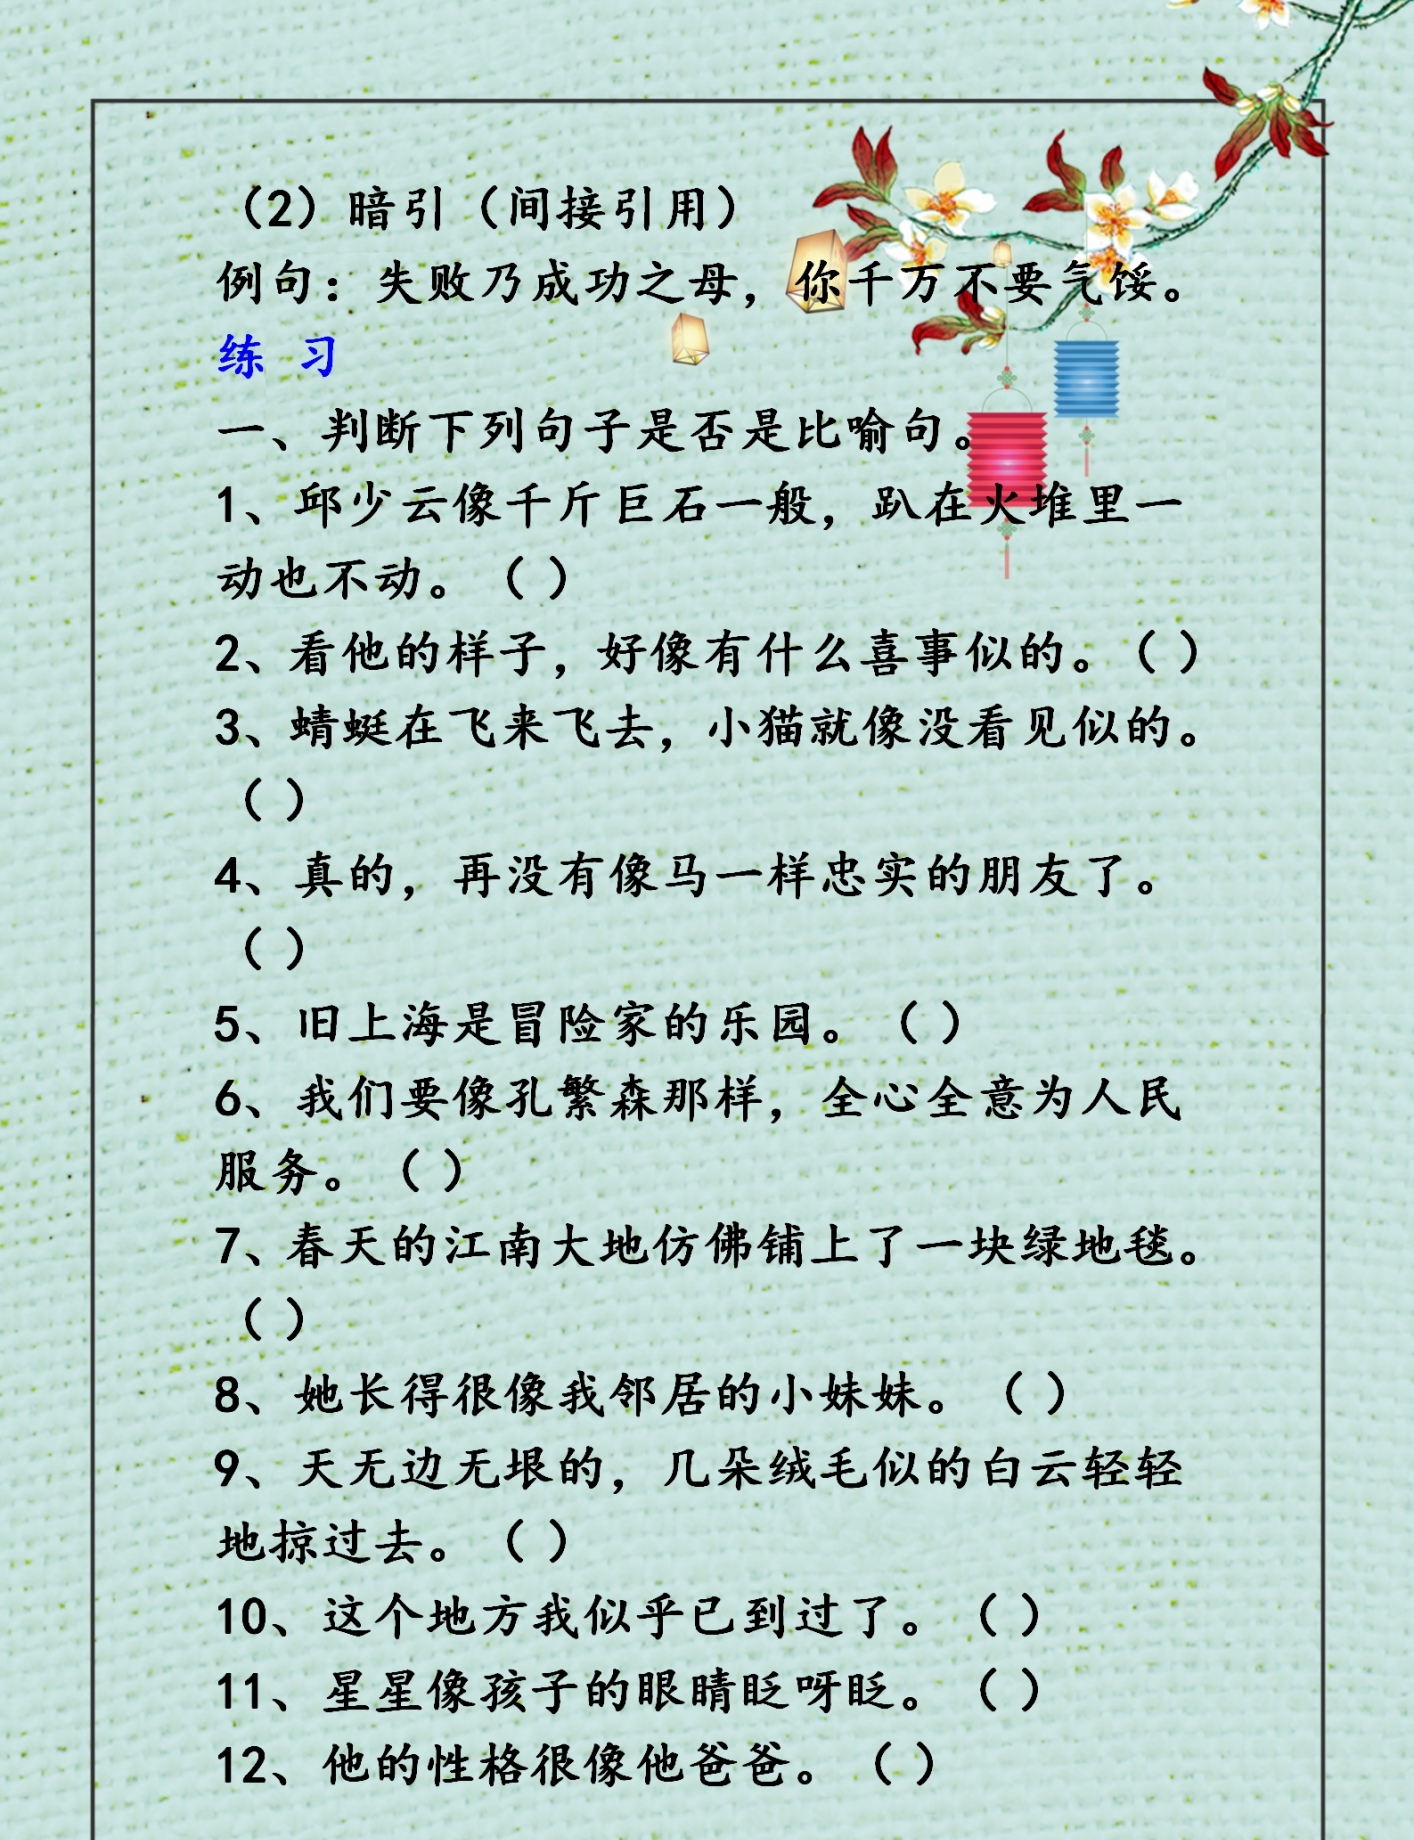 （2）暗引（间接引用）
例句：失败乃成功之母，你千万不要气馁。
练 习
一、判断下列句子是否是比喻句。
1、邱少云像千斤巨石一般，趴在火堆里一
动也不动。（ ）
2、看他的样子，好像有什么喜事似的。（ ）
3、蜻蜓在飞来飞去，小猫就像没看见似的。
（ ）
4、真的，再没有像马一样忠实的朋友了。
（ ）
5、旧上海是冒险家的乐园。（ ）
6、我们要像孔繁森那样，全心全意为人民
服务。（ ）
7、春天的江南大地仿佛铺上了一块绿地毯。
（ ）
8、她长得很像我邻居的小妹妹。（ ）
9、天无边无垠的，几朵绒毛似的白云轻轻
地掠过去。（ ）
10、这个地方我似乎已到过了。（ ）
11、星星像孩子的眼睛眨呀眨。（ ）
12、他的性格很像他爸爸。（ ）